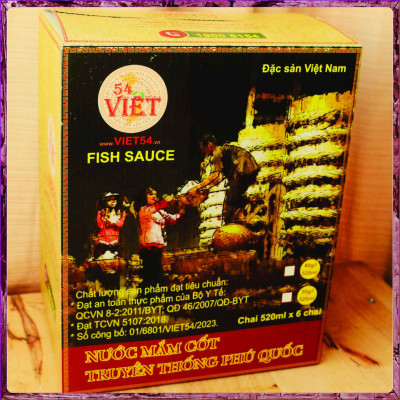 1900 8154
Đặc sản Việt Nam
54
VIỆT
www.VIET54.vn
FISH SAUCE
Chất lượng sản phẩm đạt tiêu chuẩn:
Đạt an toàn thực phẩm của Bộ Y Tế:
QCVN 8-2:2011/BYT; QĐ 46/2007/QĐ-BYT
Đạt TCVN 5107:2018.
Số công bố: 01/6801/VIET54/2023.
Chai 520ml x 6 chai
NƯỚC MẮM CỐT
TRUYỀN THỐNG PHÚ QUỐC